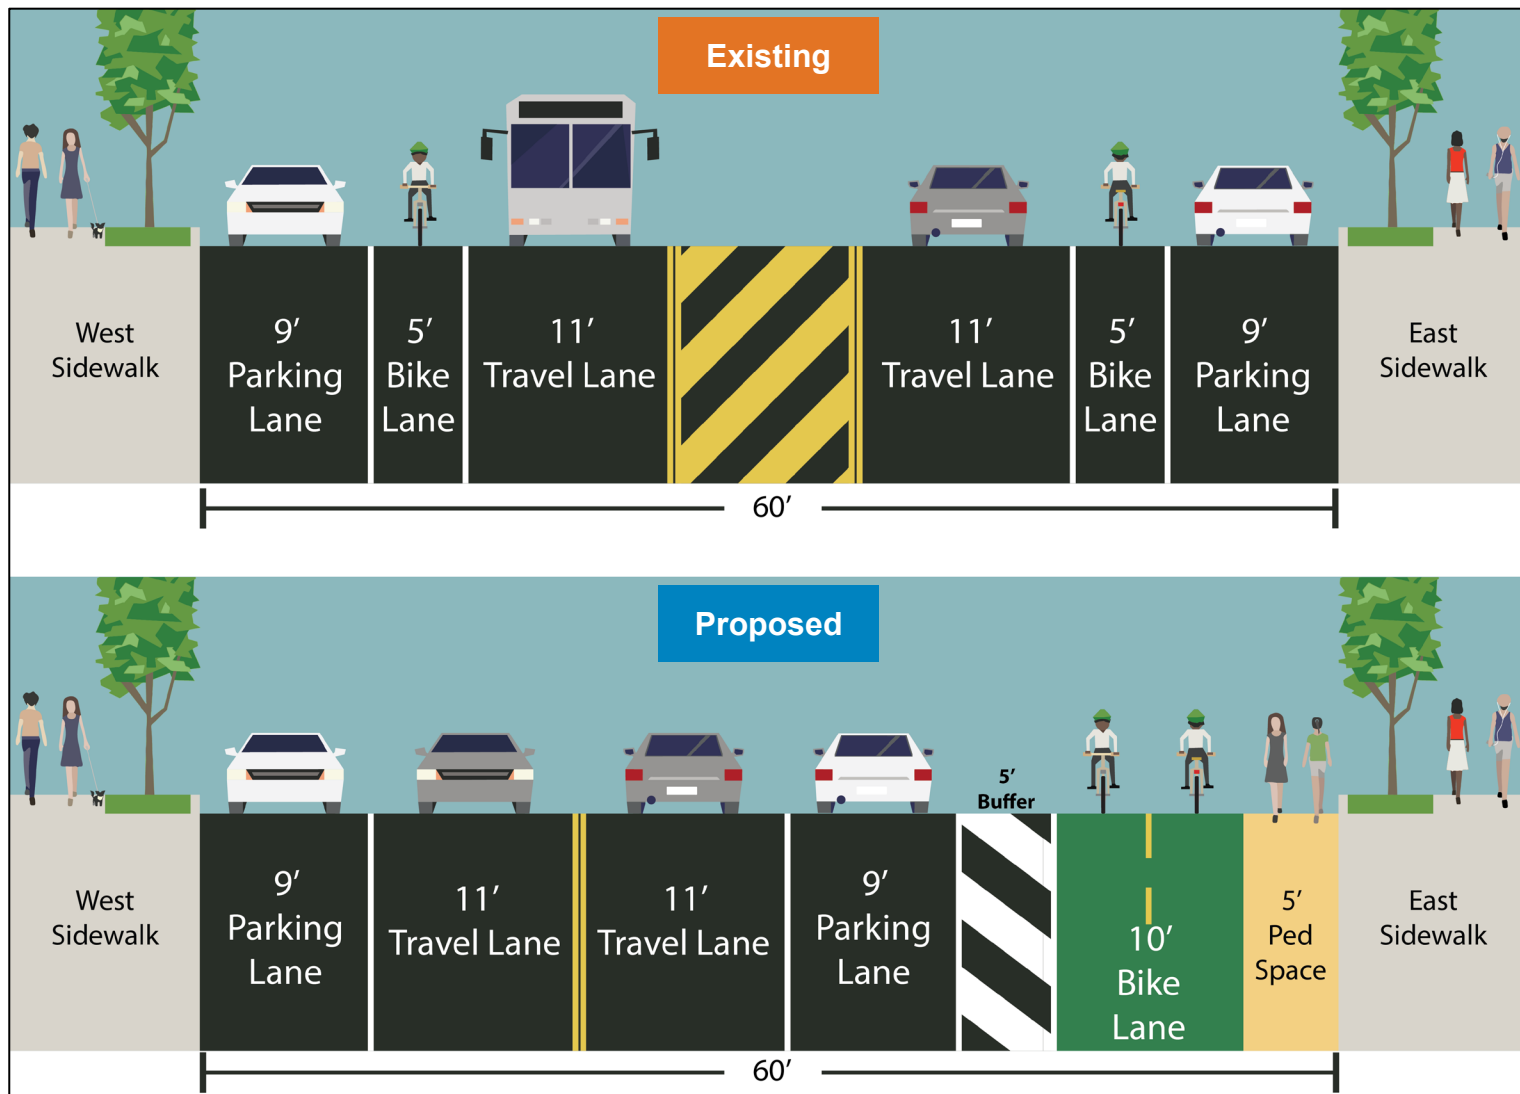 Existing
West
Sidewalk
9’
Parking
Lane
5’
Bike
Lane
11’
Travel Lane
11’
Travel Lane
5’
Bike
Lane
9’
Parking
Lane
East
Sidewalk
60’
Proposed
West
Sidewalk
9’
Parking
Lane
11’
Travel Lane
11’
Travel Lane
9’
Parking
Lane
5’
Buffer
10’
Bike
Lane
5’
Ped
Space
East
Sidewalk
60’